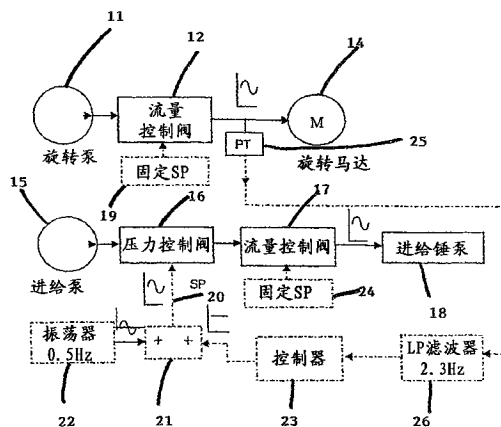 11
12
14
流量
控制阀
M
旋转泵
PT
旋转马达
25
固定SP
15
19
16
17
压力控制阀
流量控制阀
进给锤泵
进给泵
SP
20
固定SP
24
18
振荡器
0.5Hz
+ +
控制器
LP滤波器
2.3Hz
22
21
23
26